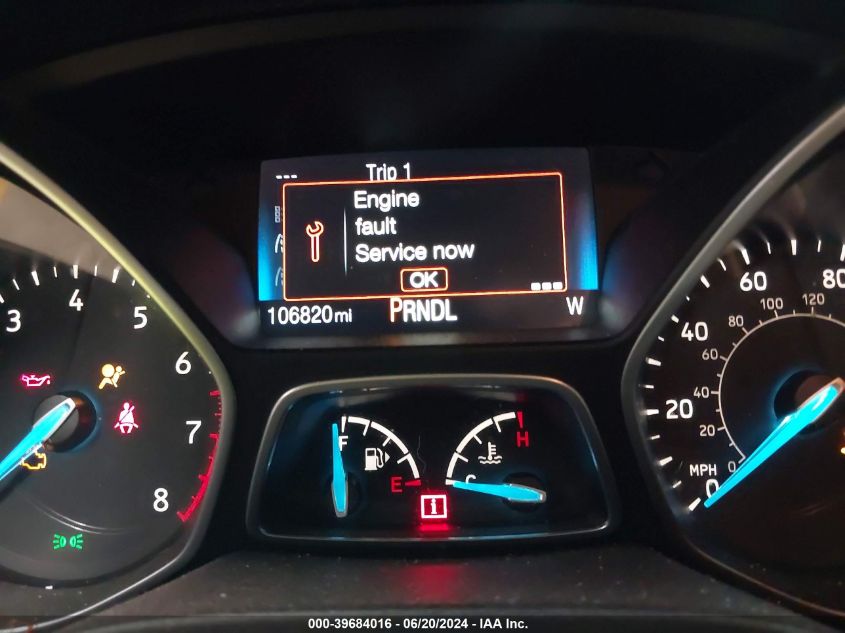 Trip 1
Engine
fault
Service now
OK
106820mi
PRNDL
W
3
4
5
6
7
8
F
E
C
H
i
0
20
40
60
80
MPH
0
20
40
60
80
100
120
000-39684016 - 06/20/2024 - IAA Inc.